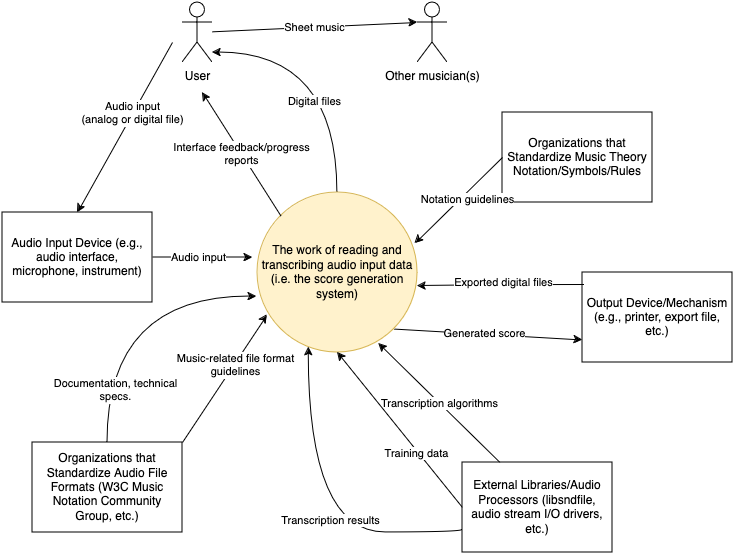 Sheet music
User
Other musician(s)
Digital files
Audio input
(analog or digital file)
Interface feedback/progress
reports
Organizations that
Standardize Music Theory
Notation/Symbols/Rules
Notation guidelines
Audio Input Device (e.g.,
audio interface,
microphone, instrument)
Audio input
The work of reading and
transcribing audio input data
(i.e. the score generation
system)
Exported digital files
Output Device/Mechanism
(e.g., printer, export file,
etc.)
Generated score
Music-related file format
guidelines
Documentation, technical
specs.
Transcription algorithms
Training data
Organizations that
Standardize Audio File
Formats (W3C Music
Notation Community
Group, etc.)
External Libraries/Audio
Processors (libsndfile,
audio stream I/O drivers,
etc.)
Transcription results